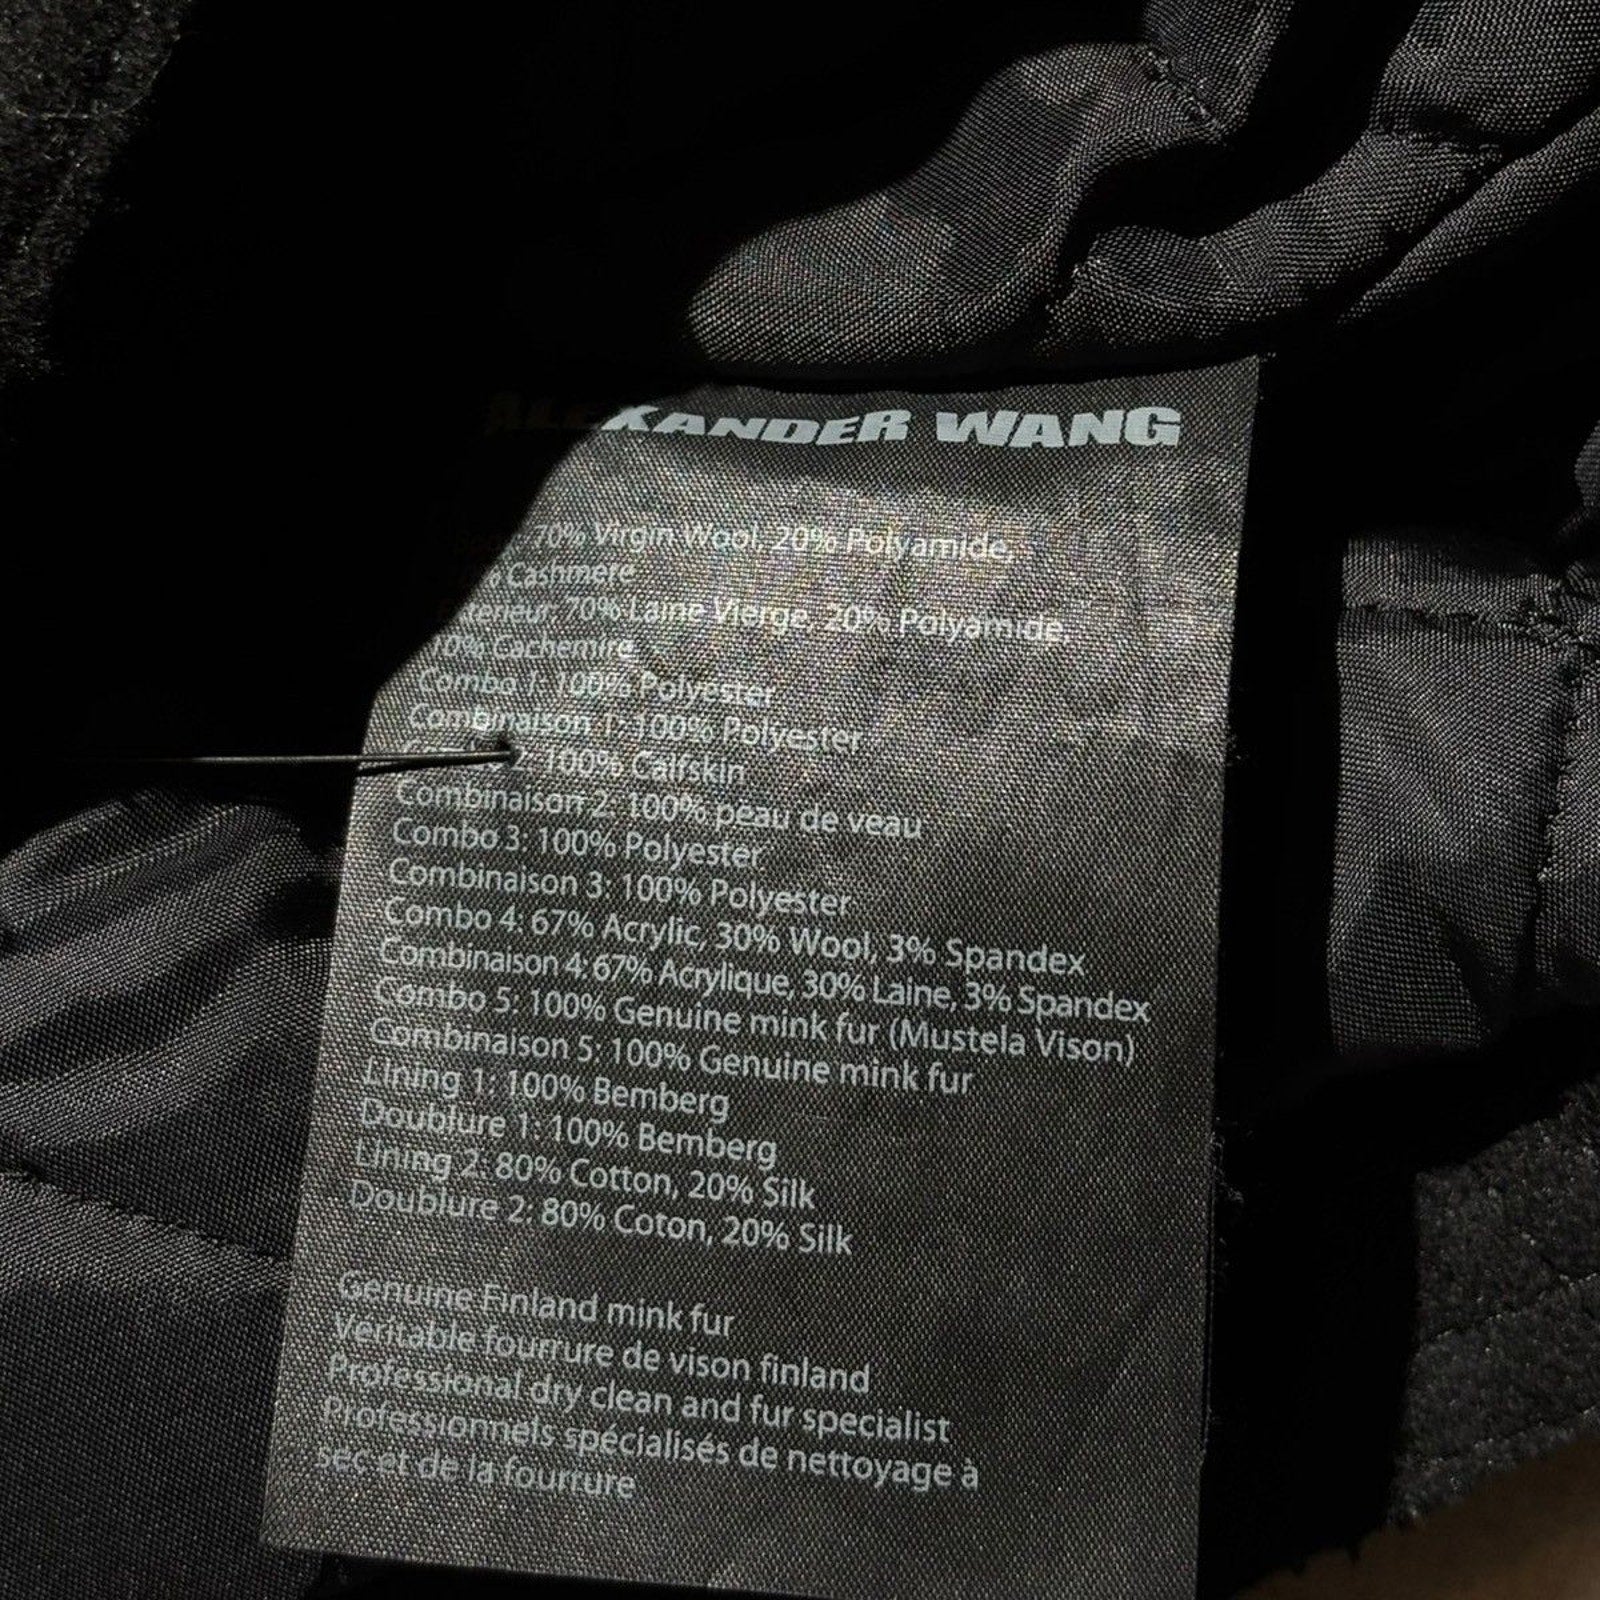 ALEXANDER WANG
70% Virgin Wool, 20% Polyamide,
% Cashmere
Exterieur: 70% Laine Vierge, 20% Polyamide,
10% Cachemire
Combo 1: 100% Polyester
Combinaison 1: 100% Polyester
2: 100% Calfskin
Combinaison 2: 100% peau de veau
Combo 3: 100% Polyester
Combinaison 3: 100% Polyester
Combo 4: 67% Acrylic, 30% Wool, 3% Spandex
Combinaison 4: 67% Acrylique, 30% Laine, 3% Spandex
Combo 5: 100% Genuine mink fur (Mustela Vison)
Combinaison 5: 100% Genuine mink fur
Lining 1: 100% Bemberg
Doublure 1: 100% Bemberg
Lining 2: 80% Cotton, 20% Silk
Doublure 2: 80% Coton, 20% Silk
Genuine Finland mink fur
Veritable fourrure de vison finland
Professional dry clean and fur specialist
Professionnels spécialisés de nettoyage à
sec et de la fourrure